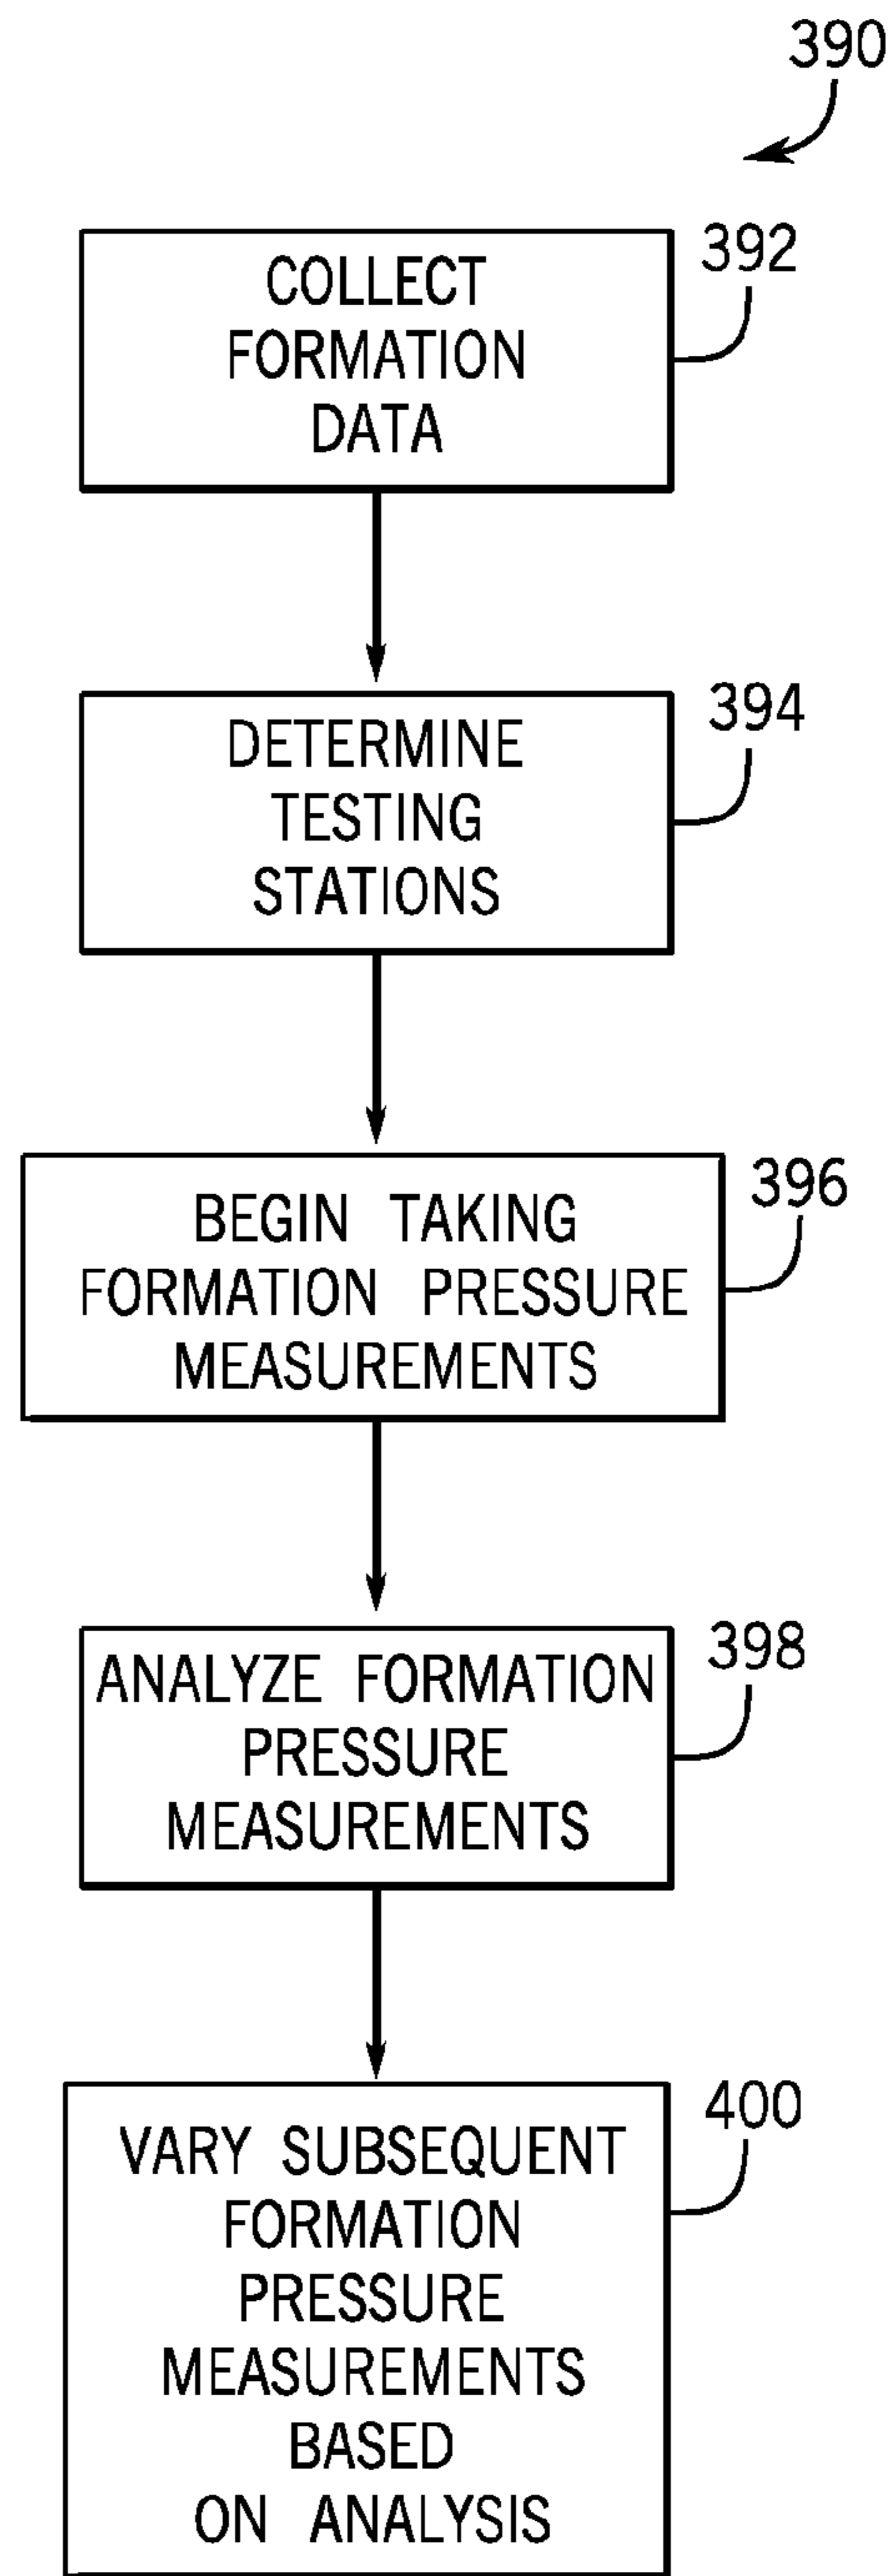 390
392
COLLECT
FORMATION
DATA
394
DETERMINE
TESTING
STATIONS
396
BEGIN TAKING
FORMATION PRESSURE
MEASUREMENTS
398
ANALYZE FORMATION
PRESSURE
MEASUREMENTS
400
VARY SUBSEQUENT
FORMATION
PRESSURE
MEASUREMENTS
BASED
ON ANALYSIS